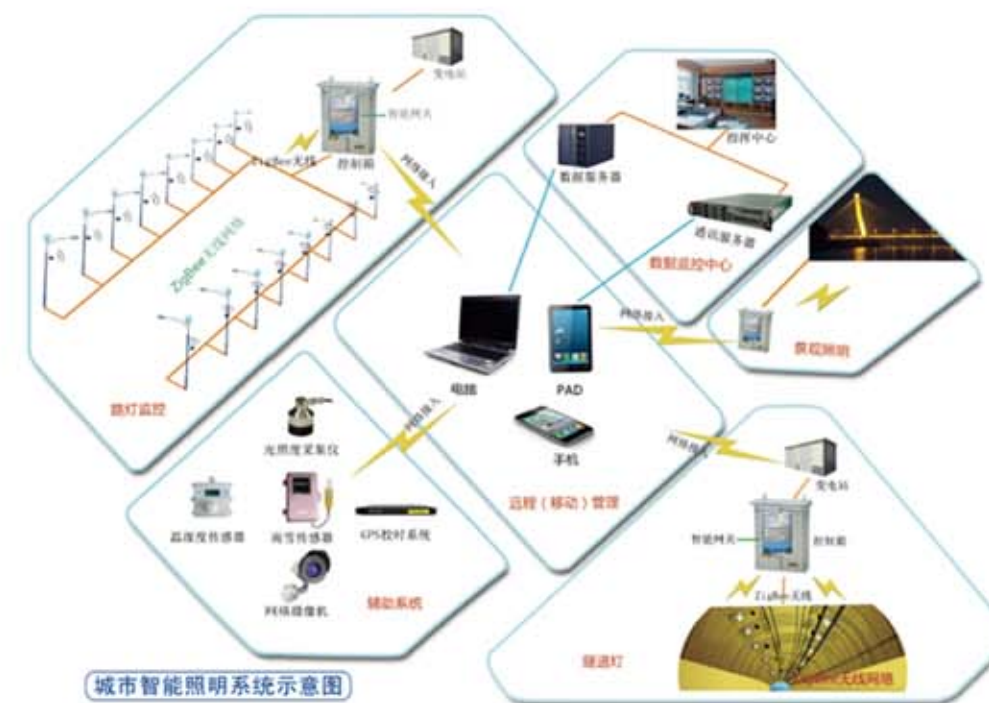 变电站
智能网关
ZigBee无线
控制箱
网络接入
ZigBee无线网络
路灯监控
指挥中心
数据服务器
通讯服务器
数据监控中心
景观照明
网络接入
电脑
PAD
手机
远程（移动）管理
网络接入
网络接入
光照度采集仪
温湿度传感器
雨雪传感器
GPS校时系统
网络摄像机
辅助系统
变电站
智能网关
控制箱
ZigBee无线
隧道灯
ZigBee无线网络
城市智能照明系统示意图